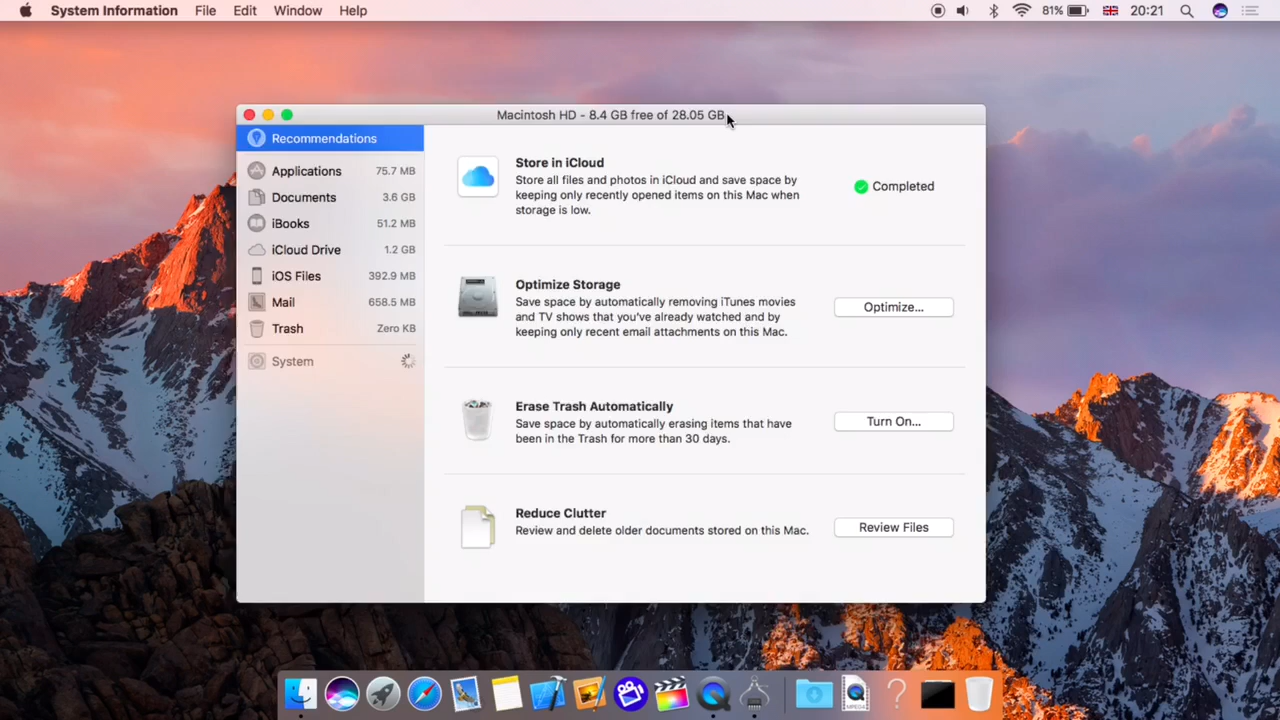 System Information File Edit Window Help 81% 20:21
Macintosh HD - 8.4 GB free of 28.05 GB
Recommendations
Applications 75.7 MB
Documents 3.6 GB
iBooks 51.2 MB
iCloud Drive 1.2 GB
iOS Files 392.9 MB
Mail 658.5 MB
Trash Zero KB
System
Store in iCloud
Store all files and photos in iCloud and save space by
keeping only recently opened items on this Mac when
storage is low.
Completed
Optimize Storage
Save space by automatically removing iTunes movies
and TV shows that you've already watched and by
keeping only recent email attachments on this Mac.
Optimize...
Erase Trash Automatically
Save space by automatically erasing items that have
been in the Trash for more than 30 days.
Turn On...
Reduce Clutter
Review and delete older documents stored on this Mac.
Review Files
MPEG4